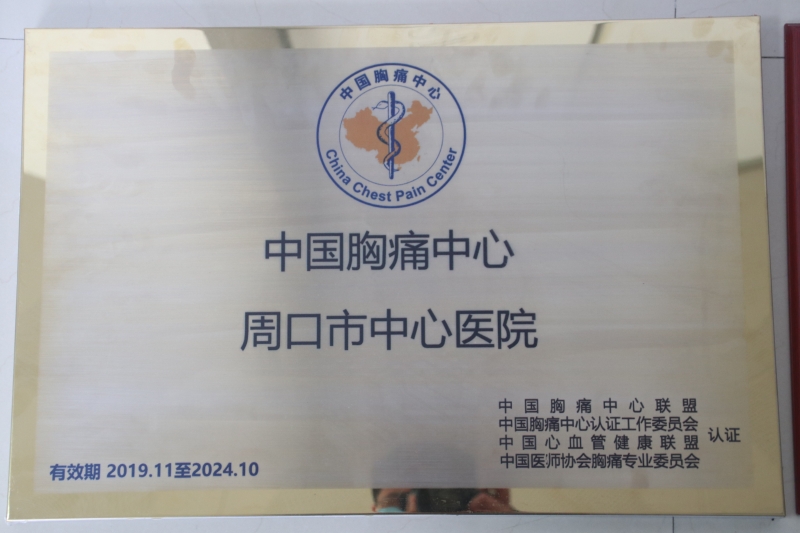 中国胸痛中心
China Chest Pain Center
中国胸痛中心
周口市中心医院
中国胸痛中心联盟
中国胸痛中心认证工作委员会
中国心血管健康联盟
中国医师协会胸痛专业委员会
认证
有效期 2019.11至2024.10